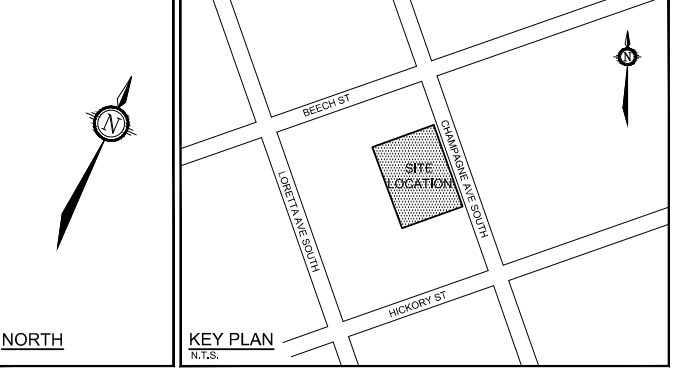 N
NORTH
N
BEECH ST
CHAMPAGNE AVE SOUTH
SITE
LOCATION
LORETTA AVE SOUTH
HICKORY ST
KEY PLAN
N.T.S.